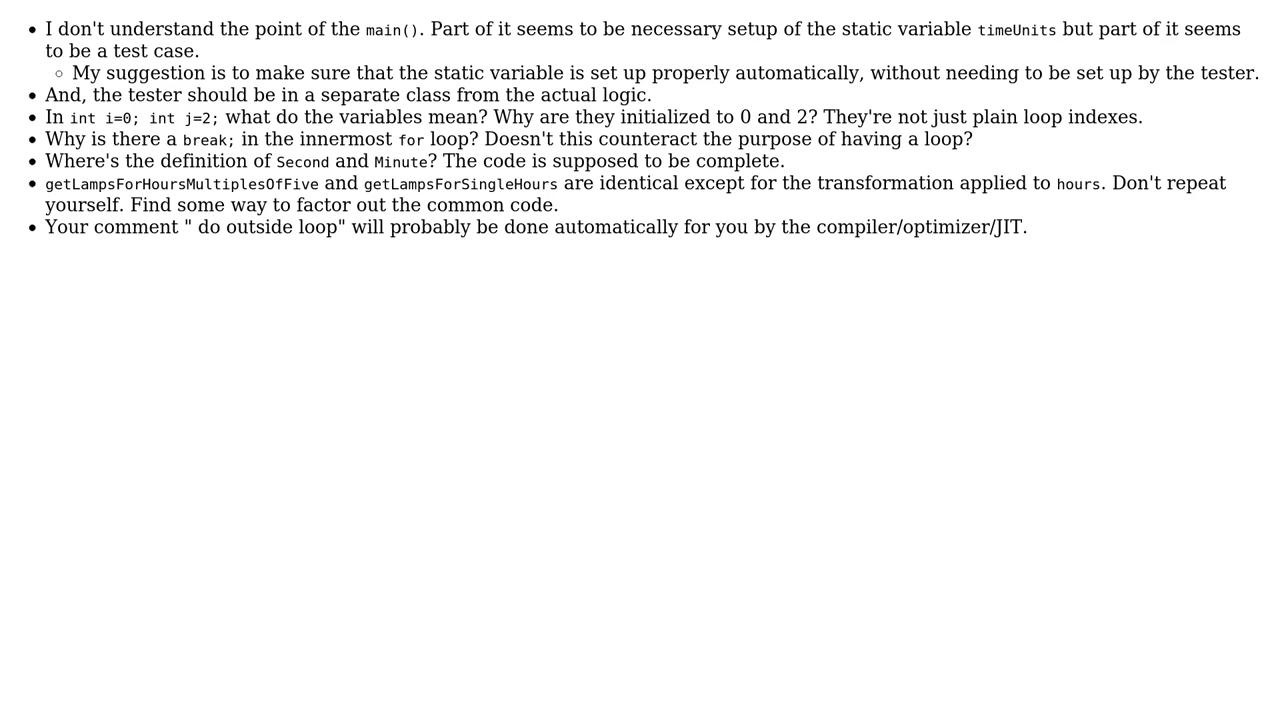 I don't understand the point of the main(). Part of it seems to be necessary setup of the static variable timeUnits but part of it seems
to be a test case.
My suggestion is to make sure that the static variable is set up properly automatically, without needing to be set up by the tester.
And, the tester should be in a separate class from the actual logic.
In int i=0; int j=2; what do the variables mean? Why are they initialized to 0 and 2? They're not just plain loop indexes.
Why is there a break; in the innermost for loop? Doesn't this counteract the purpose of having a loop?
Where's the definition of Second and Minute? The code is supposed to be complete.
getLampsForHoursMultiplesOfFive and getLampsForSingleHours are identical except for the transformation applied to hours. Don't repeat
yourself. Find some way to factor out the common code.
Your comment " do outside loop" will probably be done automatically for you by the compiler/optimizer/JIT.